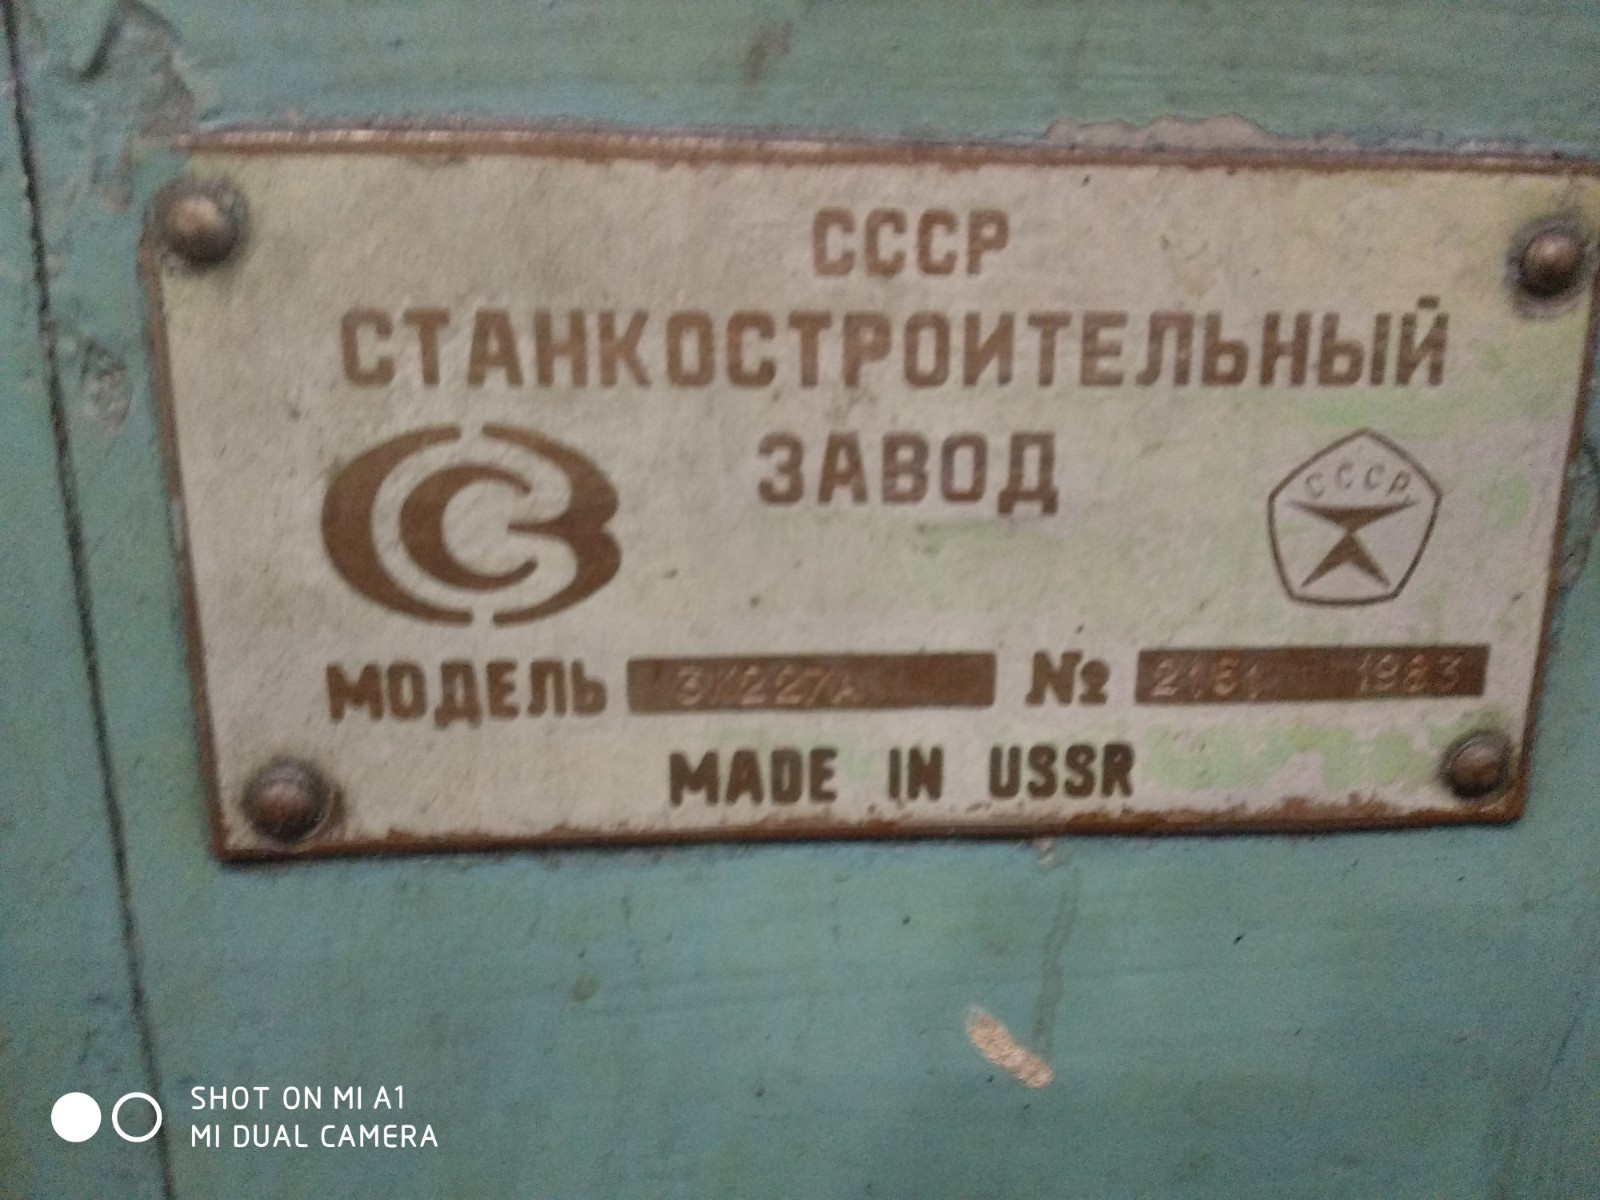 СССР
СТАНКОСТРОИТЕЛЬНЫЙ
ЗАВОД
СССР
МОДЕЛЬ 3К227А № 2151 1983
MADE IN USSR
SHOT ON MI A1
MI DUAL CAMERA